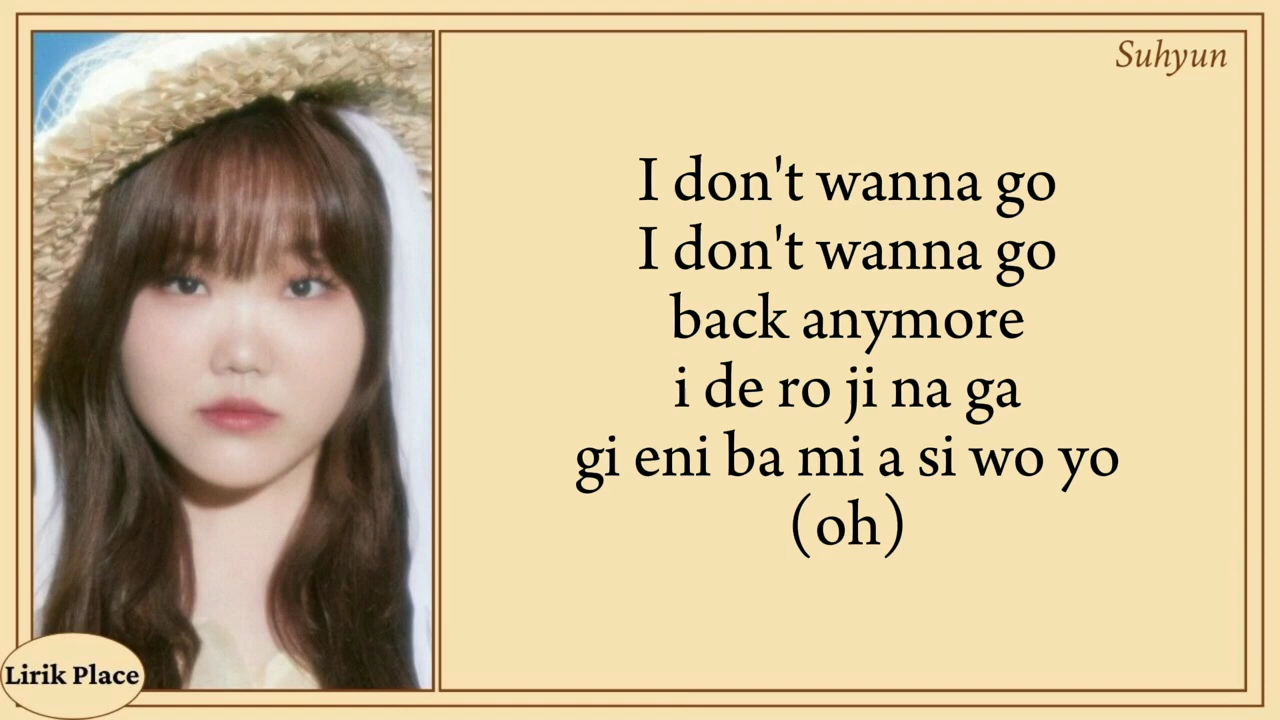 Suhyun
I don't wanna go
I don't wanna go
back anymore
i de ro ji na ga
gi eni ba mi a si wo yo
(oh)
Lirik Place